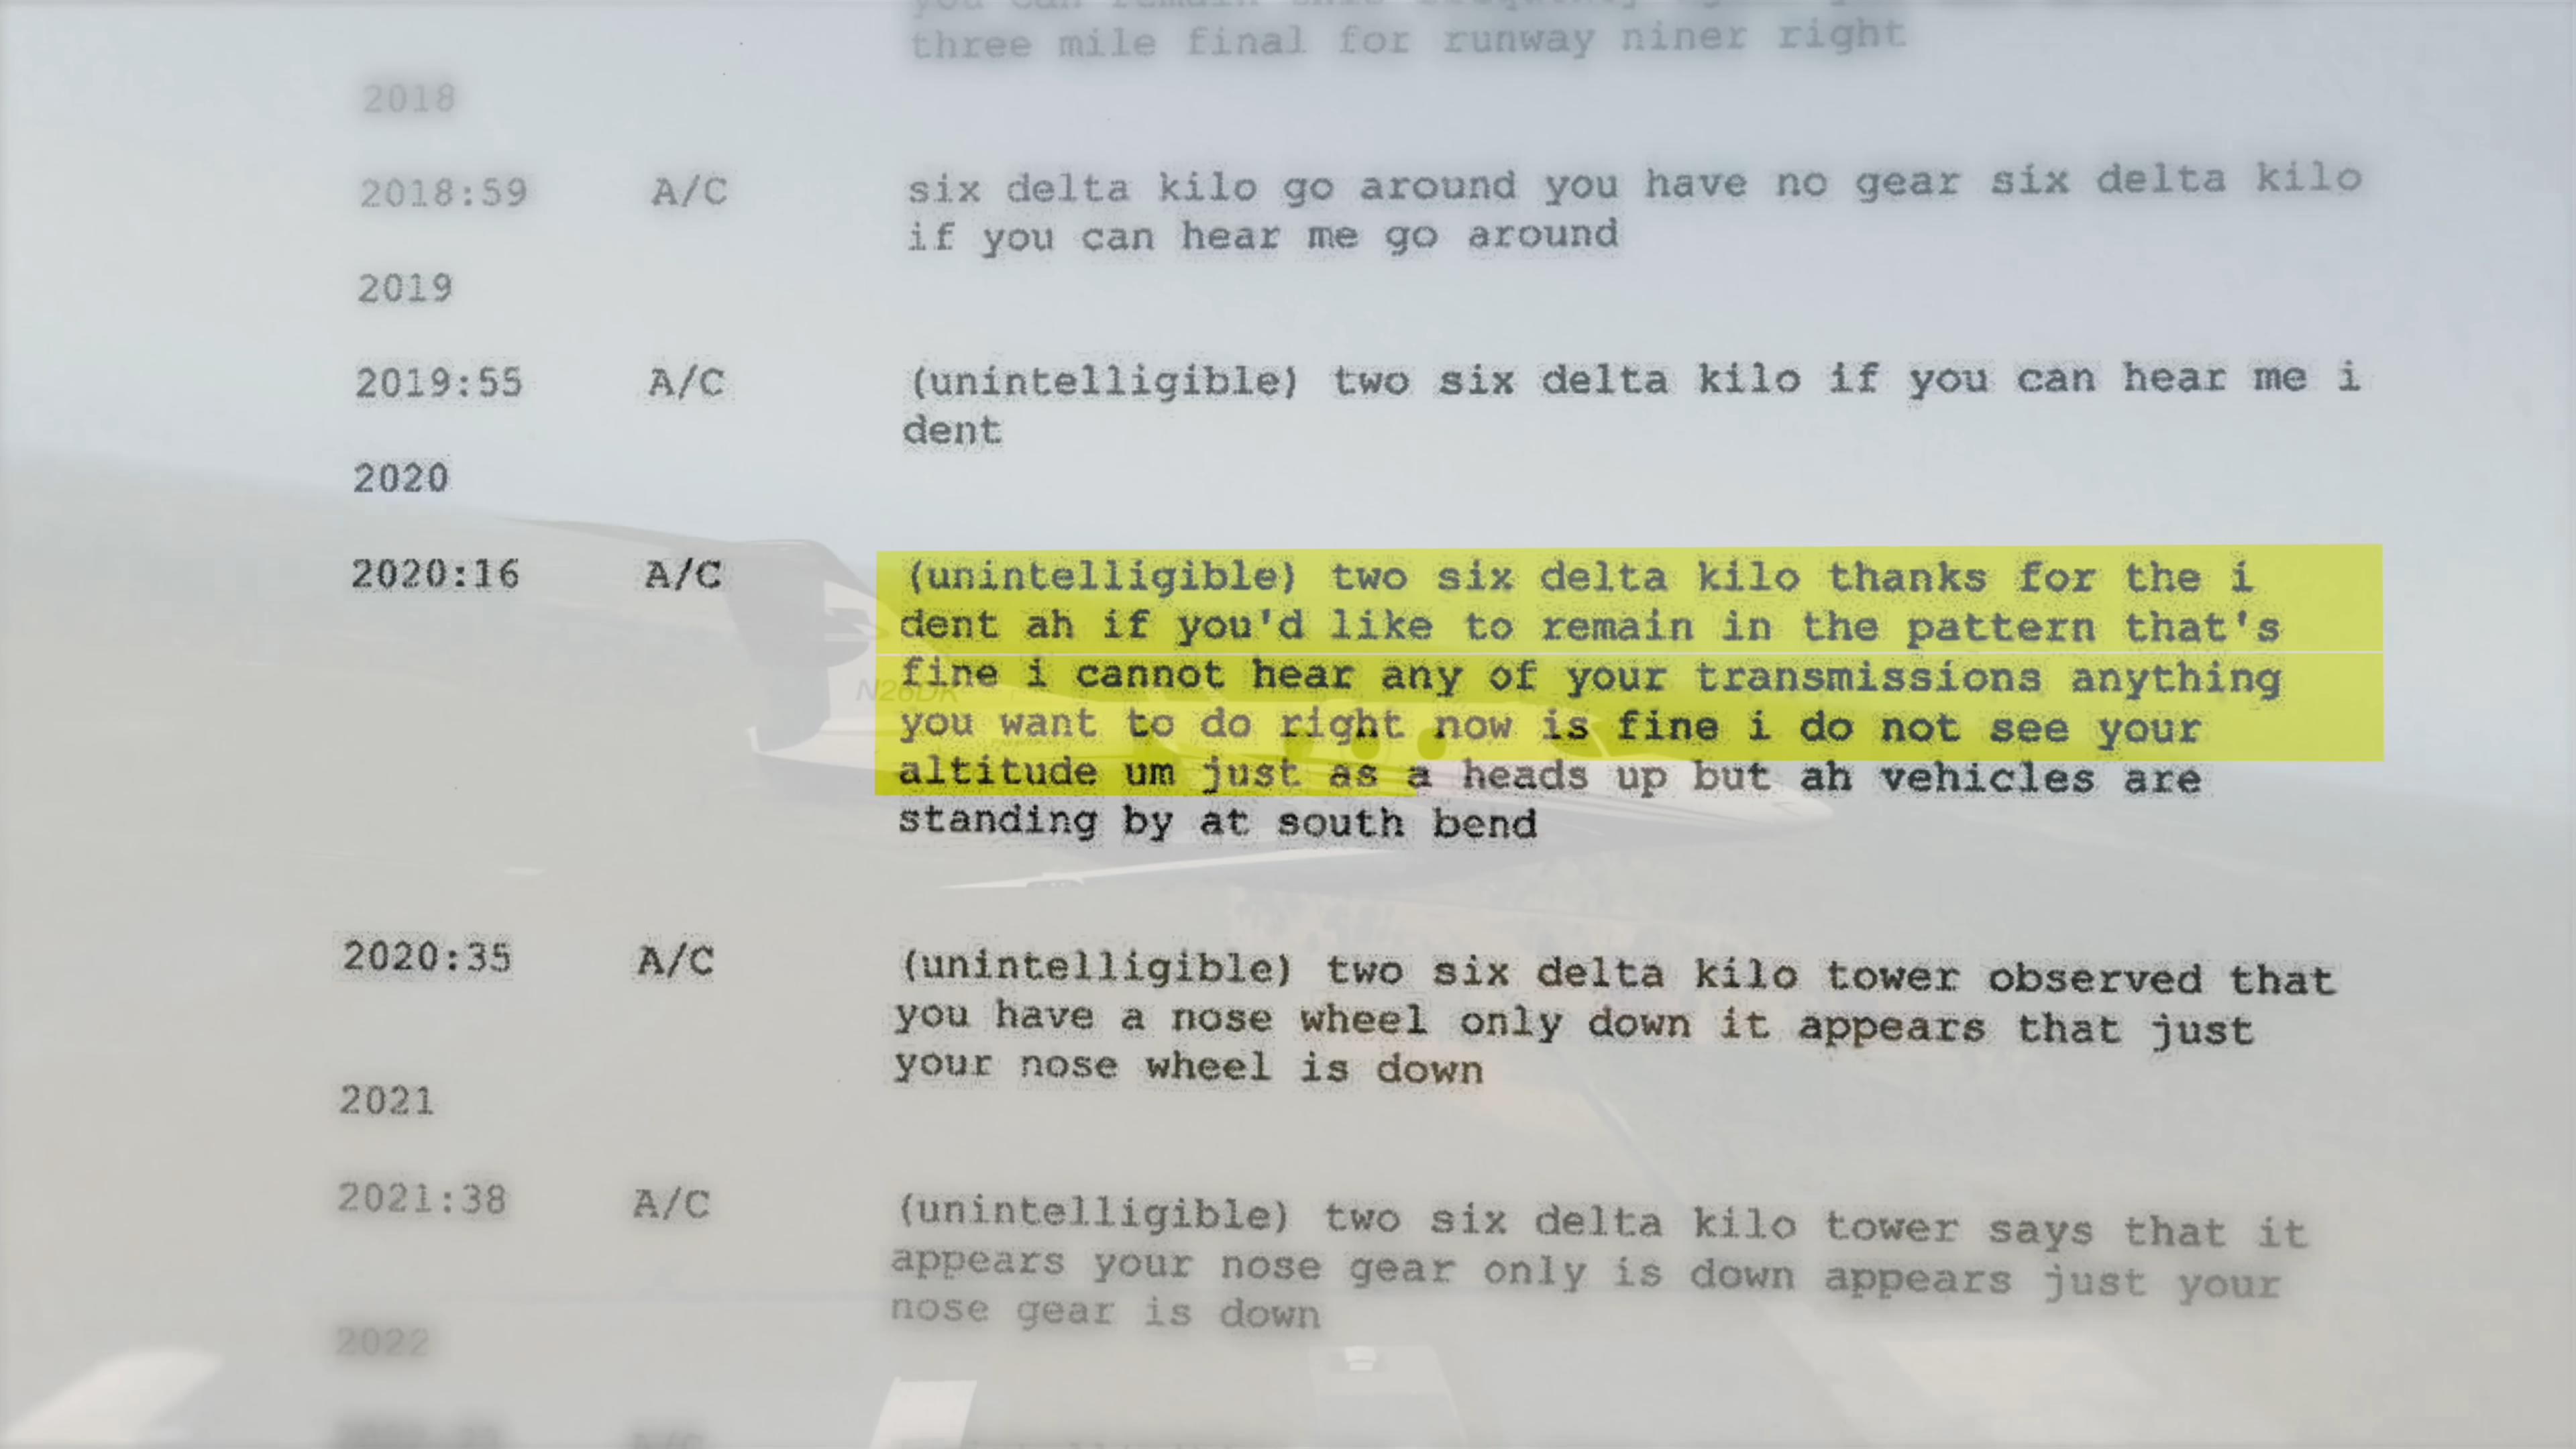 three mile final for runway niner right
2018
2018:59 A/C six delta kilo go around you have no gear six delta kilo
if you can hear me go around
2019
2019:55 A/C (unintelligible) two six delta kilo if you can hear me i
dent
2020
2020:16 A/C (unintelligible) two six delta kilo thanks for the i
dent ah if you'd like to remain in the pattern that's
fine i cannot hear any of your transmissions anything
N26DK
you want to do right now is fine i do not see your
altitude um just as a heads up but ah vehicles are
standing by at south bend
2020:35 A/C (unintelligible) two six delta kilo tower observed that
you have a nose wheel only down it appears that just
your nose wheel is down
2021
2021:38 A/C (unintelligible) two six delta kilo tower says that it
appears your nose gear only is down appears just your
nose gear is down
2022